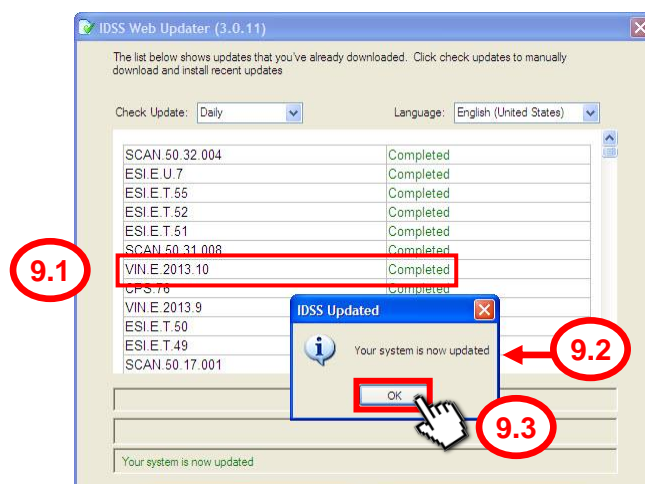 IDSS Web Updater (3.0.11)
The list below shows updates that you've already downloaded. Click check updates to manually
download and install recent updates
Check Update: Daily Language: English (United States)
SCAN.50.32.004 Completed
ESI.E.U.7 Completed
ESI.E.T.55 Completed
ESI.E.T.52 Completed
ESI.E.T.51 Completed
SCAN.50.31.008 Completed
9.1 VIN.E.2013.10 Completed
CPS.76 Completed
VIN.E.2013.9
IDSS Updated
ESI.E.T.50
ESI.E.T.49
Your system is now updated 9.2
SCAN.50.17.001
OK
9.3
Your system is now updated